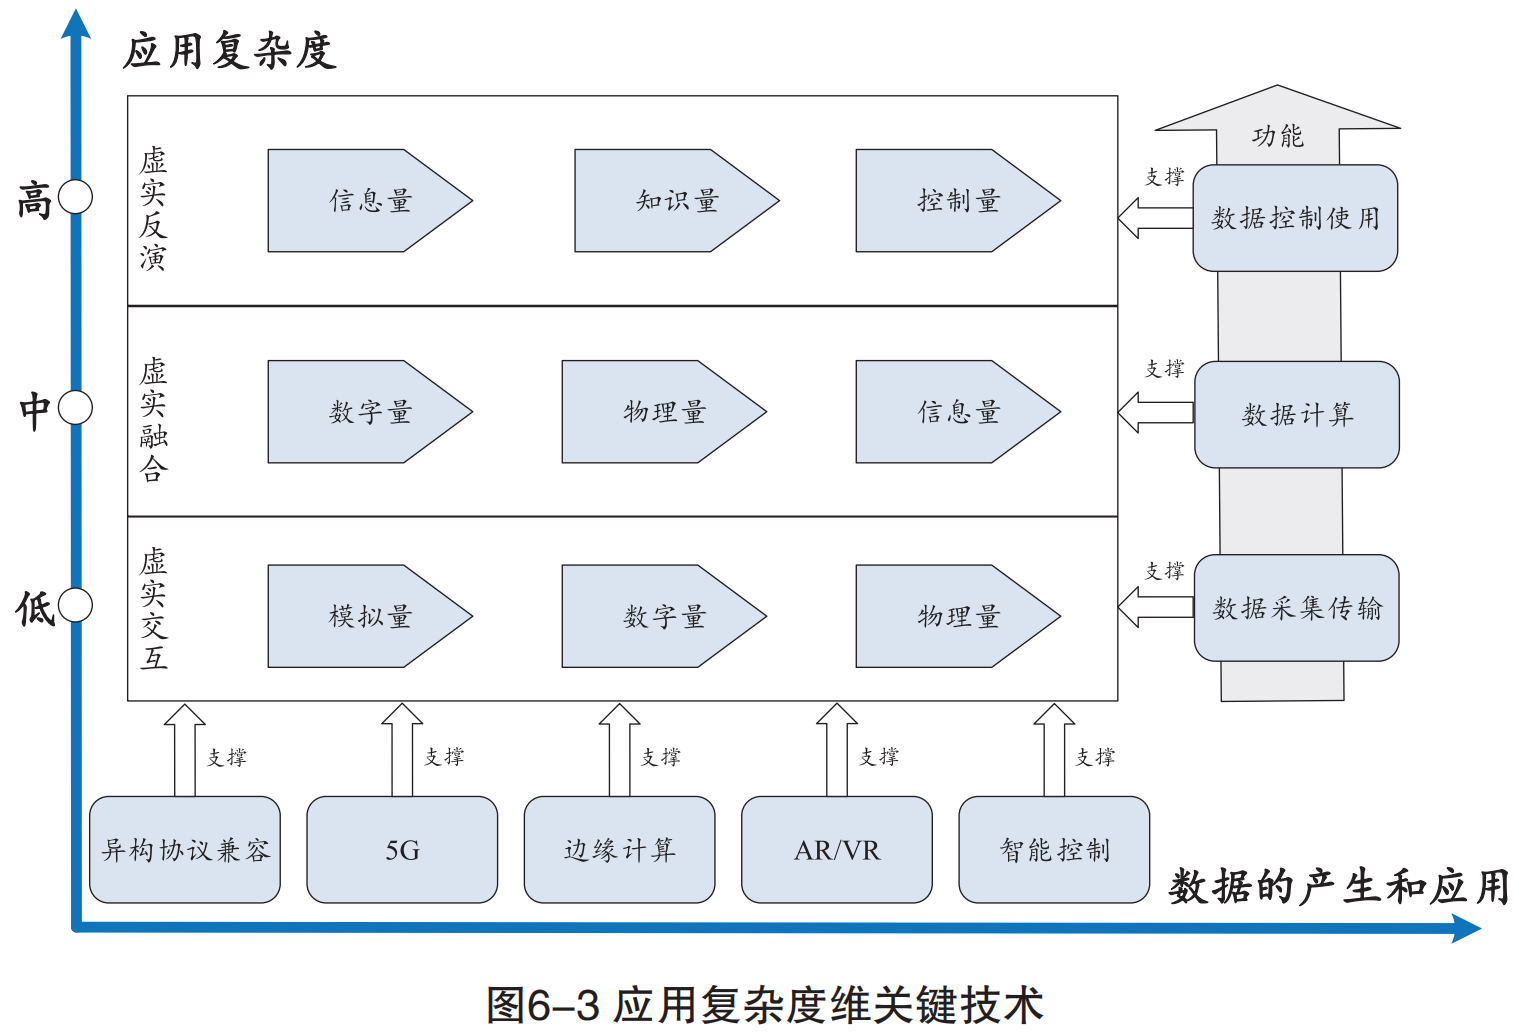 应用复杂度
功能
高
虚实反演
信息量
知识量
控制量
支撑
数据控制使用
中
虚实融合
数字量
物理量
信息量
支撑
数据计算
低
虚实交互
模拟量
数字量
物理量
支撑
数据采集传输
支撑
支撑
支撑
支撑
支撑
异构协议兼容
5G
边缘计算
AR/VR
智能控制
数据的产生和应用
图6-3 应用复杂度维关键技术